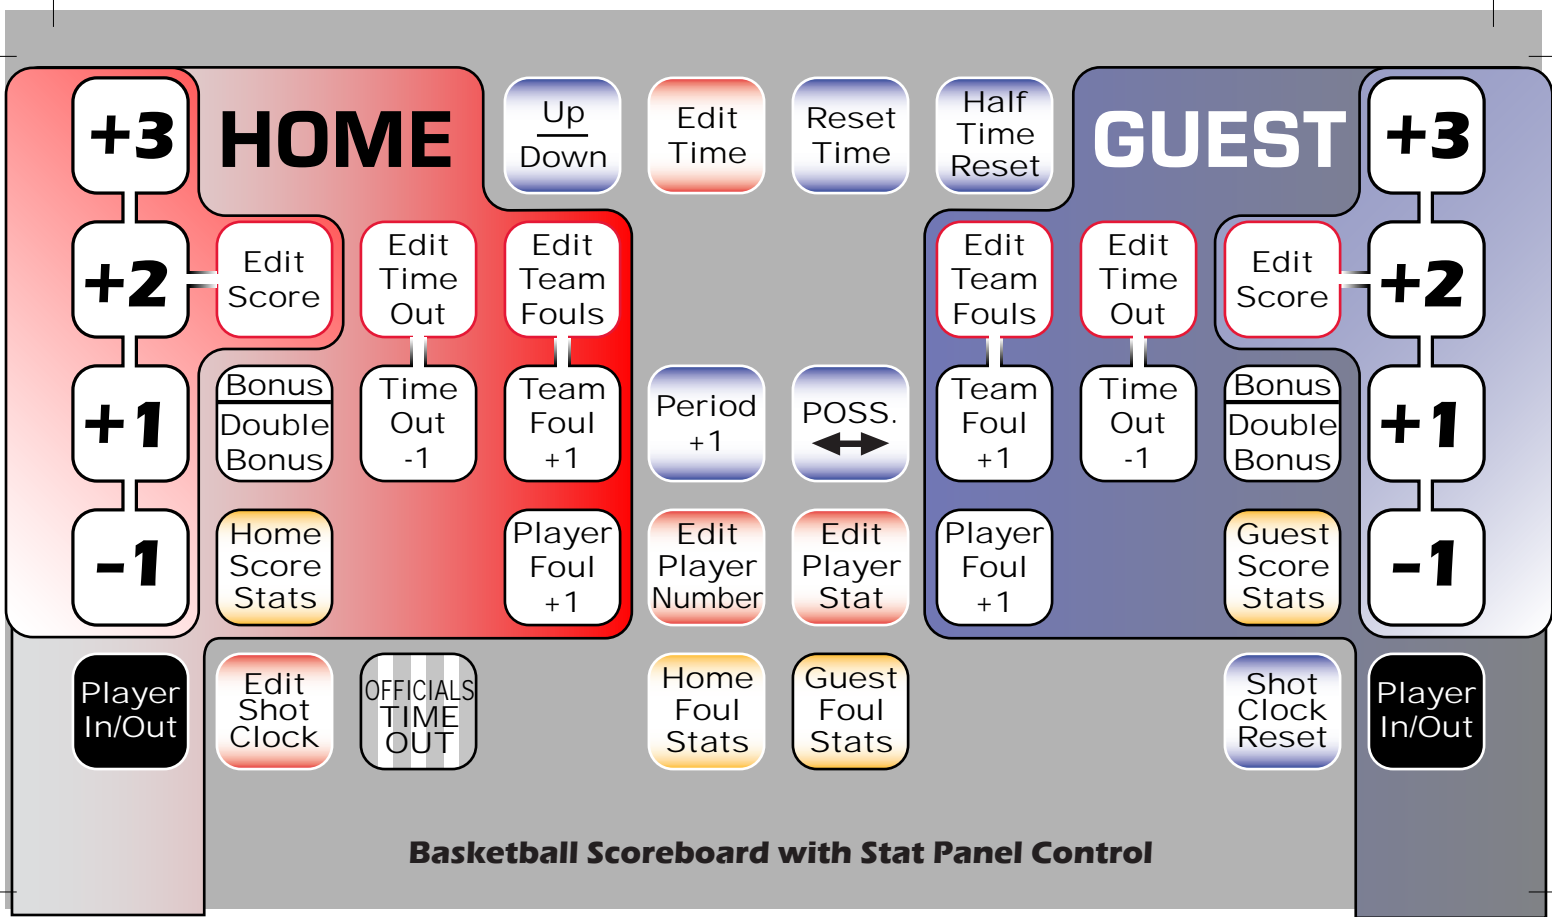 +3
HOME
Up
Down
Edit
Time
Reset
Time
Half
Time
Reset
GUEST
+3
+2
Edit
Score
Edit
Time
Out
Edit
Team
Fouls
Edit
Team
Fouls
Edit
Time
Out
Edit
Score
+2
+1
Bonus
Double
Bonus
Time
Out
-1
Team
Foul
+1
Period
+1
POSS.
Team
Foul
+1
Time
Out
-1
Bonus
Double
Bonus
+1
-1
Home
Score
Stats
Player
Foul
+1
Edit
Player
Number
Edit
Player
Stat
Player
Foul
+1
Guest
Score
Stats
-1
Player
In/Out
Edit
Shot
Clock
OFFICIALS
TIME
OUT
Home
Foul
Stats
Guest
Foul
Stats
Shot
Clock
Reset
Player
In/Out
Basketball Scoreboard with Stat Panel Control